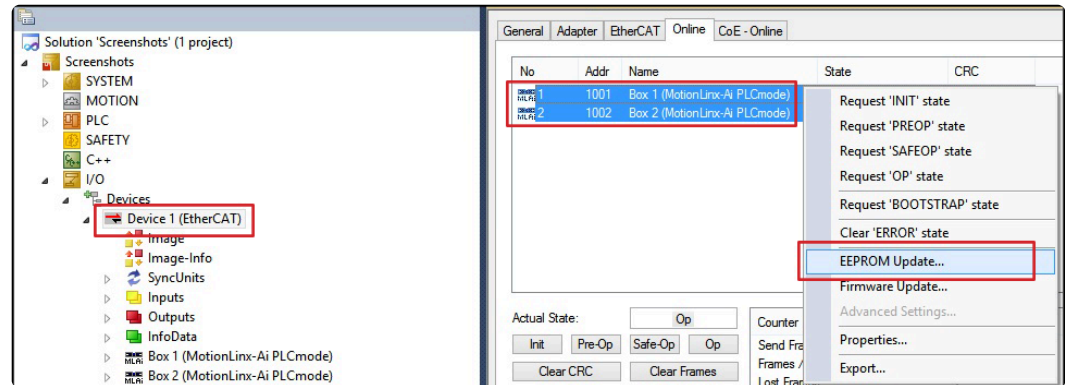 Solution 'Screenshots' (1 project)
Screenshots
SYSTEM
MOTION
PLC
SAFETY
C++
I/O
Devices
Device 1 (EtherCAT)
Image
Image-Info
SyncUnits
Inputs
Outputs
InfoData
Box 1 (MotionLinx-Ai PLCmode)
Box 2 (MotionLinx-Ai PLCmode)
General Adapter EtherCAT Online CoE - Online
No Addr Name State CRC
1 1001 Box 1 (MotionLinx-Ai PLCmode)
2 1002 Box 2 (MotionLinx-Ai PLCmode)
Request 'INIT' state
Request 'PREOP' state
Request 'SAFEOP' state
Request 'OP' state
Request 'BOOTSTRAP' state
Clear 'ERROR' state
EEPROM Update...
Firmware Update...
Advanced Settings...
Properties...
Export...
Actual State: Op
Init Pre-Op Safe-Op Op
Clear CRC Clear Frames
Counter
Send Fra
Frames /
Lost Fram